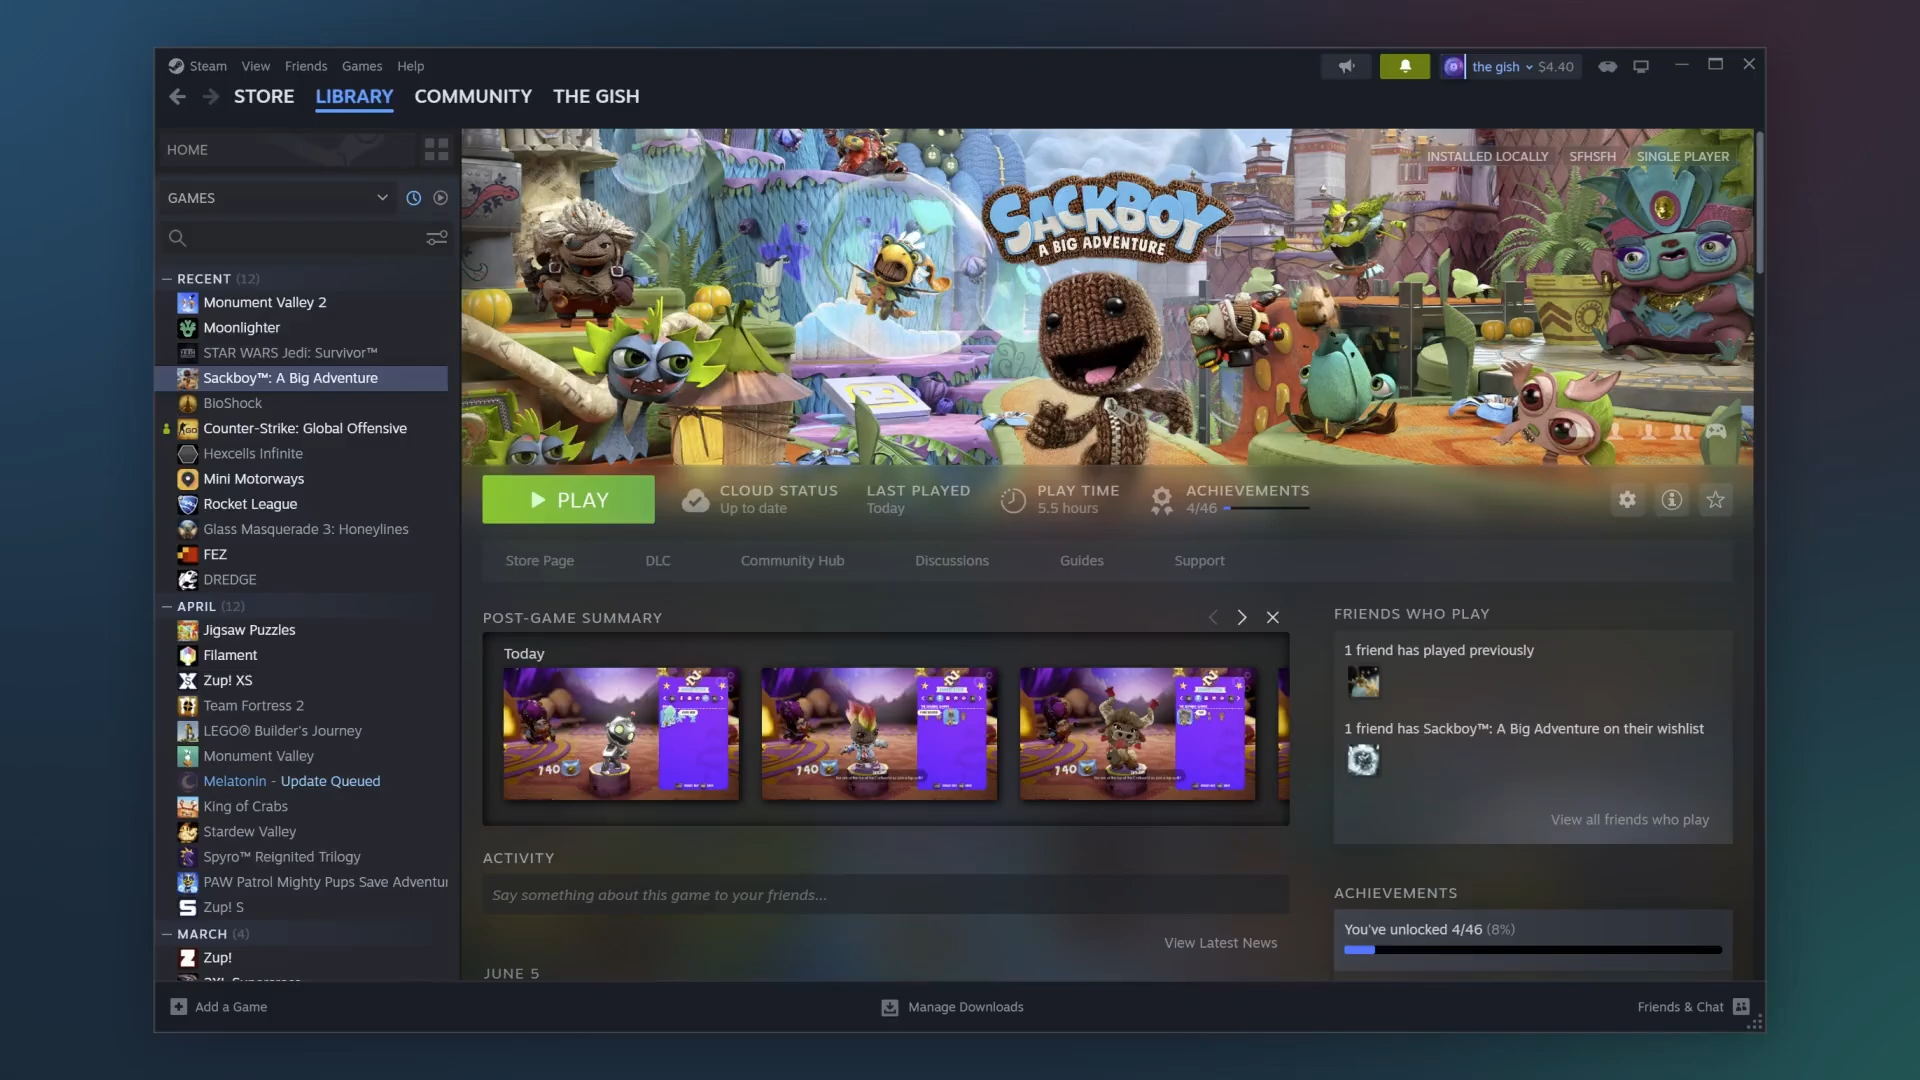 Steam View Friends Games Help
the gish $4.40
STORE LIBRARY COMMUNITY THE GISH
HOME
GAMES
RECENT (12)
Monument Valley 2
Moonlighter
STAR WARS Jedi: Survivor™
Sackboy™: A Big Adventure
BioShock
Counter-Strike: Global Offensive
Hexcells Infinite
Mini Motorways
Rocket League
Glass Masquerade 3: Honeylines
FEZ
DREDGE
APRIL (12)
Jigsaw Puzzles
Filament
Zup! XS
Team Fortress 2
LEGO® Builder's Journey
Monument Valley
Melatonin - Update Queued
King of Crabs
Stardew Valley
Spyro™ Reignited Trilogy
PAW Patrol Mighty Pups Save Adventu
Zup! S
MARCH (4)
Zup!
INSTALLED LOCALLY SFHSFH SINGLE PLAYER
SACKBOY
A BIG ADVENTURE
PLAY
CLOUD STATUS
Up to date
LAST PLAYED
Today
PLAY TIME
5.5 hours
ACHIEVEMENTS
4/46
Store Page DLC Community Hub Discussions Guides Support
POST-GAME SUMMARY
Today
740
740
740
ACTIVITY
Say something about this game to your friends...
View Latest News
JUNE 5
FRIENDS WHO PLAY
1 friend has played previously
1 friend has Sackboy™: A Big Adventure on their wishlist
View all friends who play
ACHIEVEMENTS
You've unlocked 4/46 (8%)
Add a Game
Manage Downloads
Friends & Chat